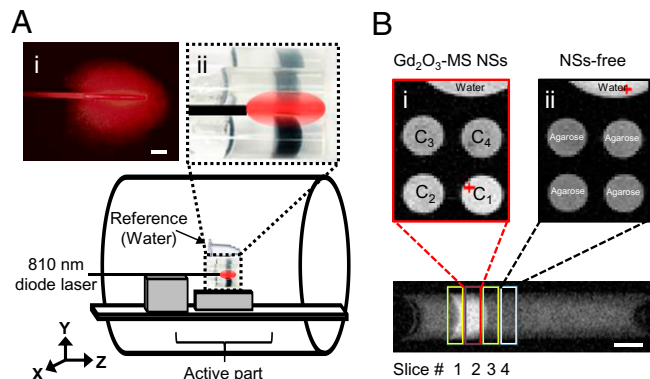 A
i
ii
Reference
(Water)
810 nm
diode laser
Y
Z
X
Active part
B
Gd₂O₃-MS NSs
NSs-free
i
Water
C₃
C₄
C₂
C₁
ii
Water
Agarose
Agarose
Agarose
Agarose
Slice # 1 2 3 4